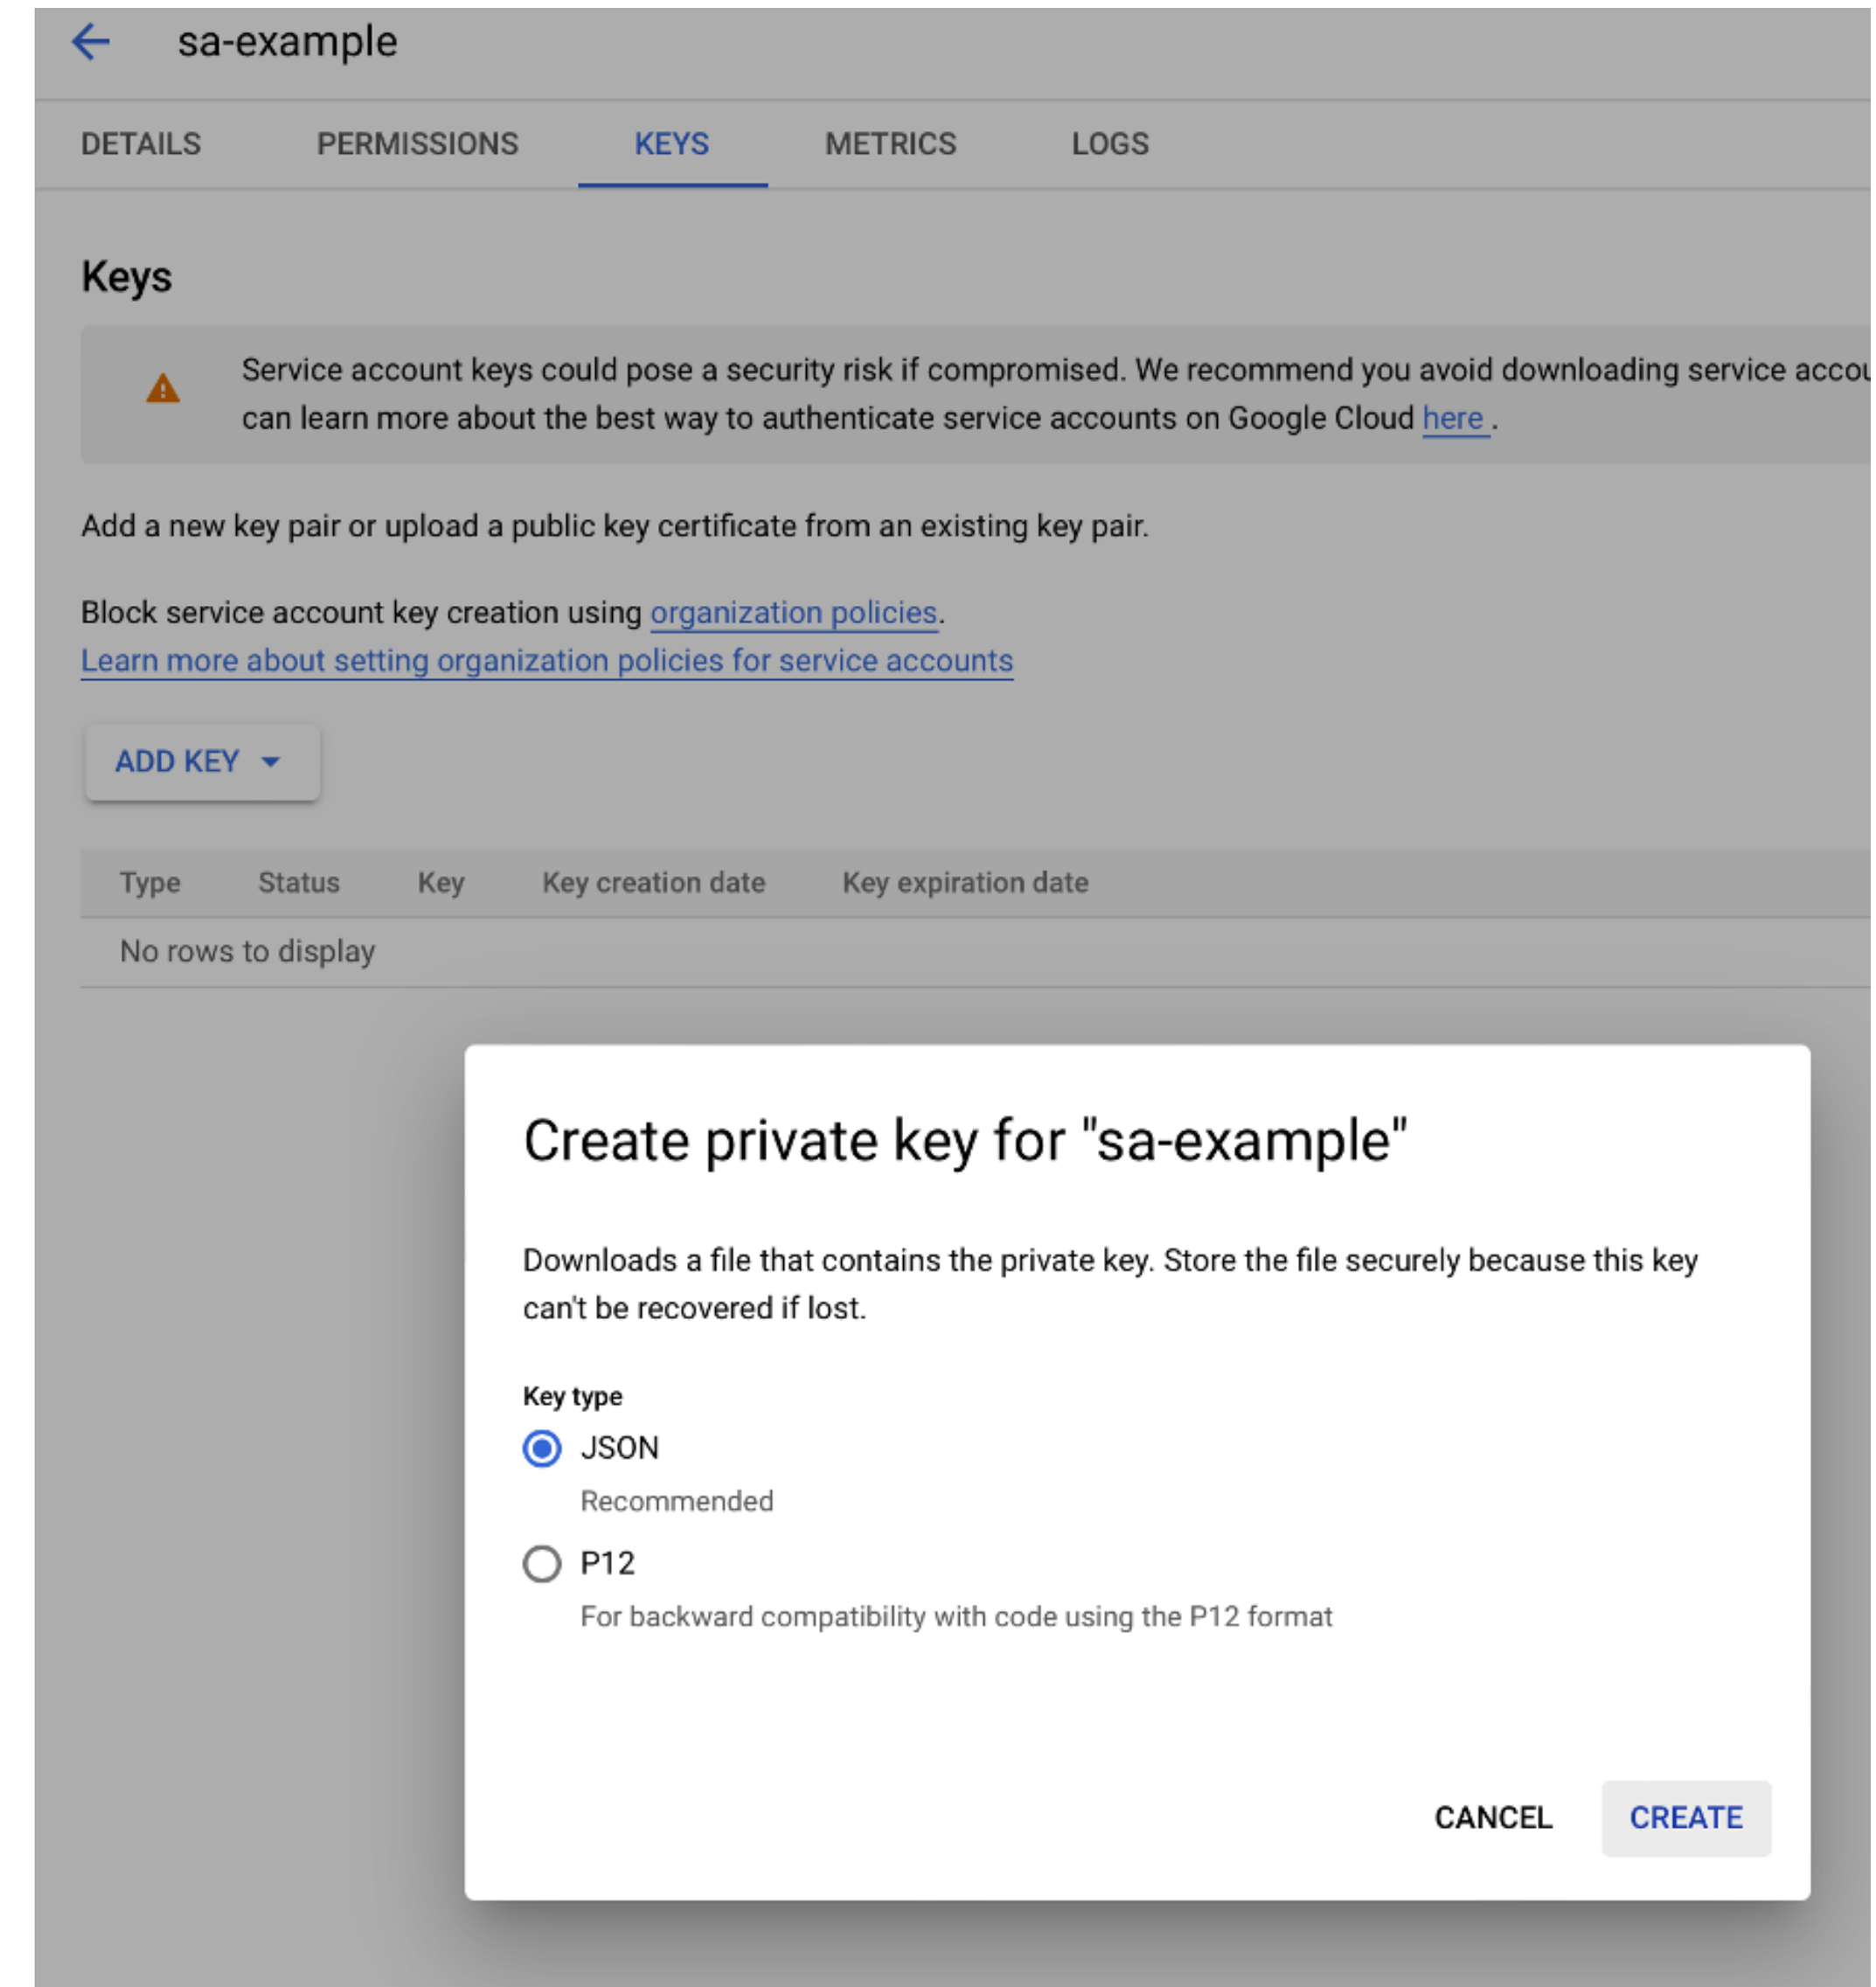 sa-example
DETAILS PERMISSIONS KEYS METRICS LOGS
Keys
Service account keys could pose a security risk if compromised. We recommend you avoid downloading service
can learn more about the best way to authenticate service accounts on Google Cloud here .
Add a new key pair or upload a public key certificate from an existing key pair.
Block service account key creation using organization policies.
Learn more about setting organization policies for service accounts
ADD KEY
Type Status Key Key creation date Key expiration date
No rows to display
Create private key for "sa-example"
Downloads a file that contains the private key. Store the file securely because this key
can't be recovered if lost.
Key type
JSON
Recommended
P12
For backward compatibility with code using the P12 format
CANCEL CREATE